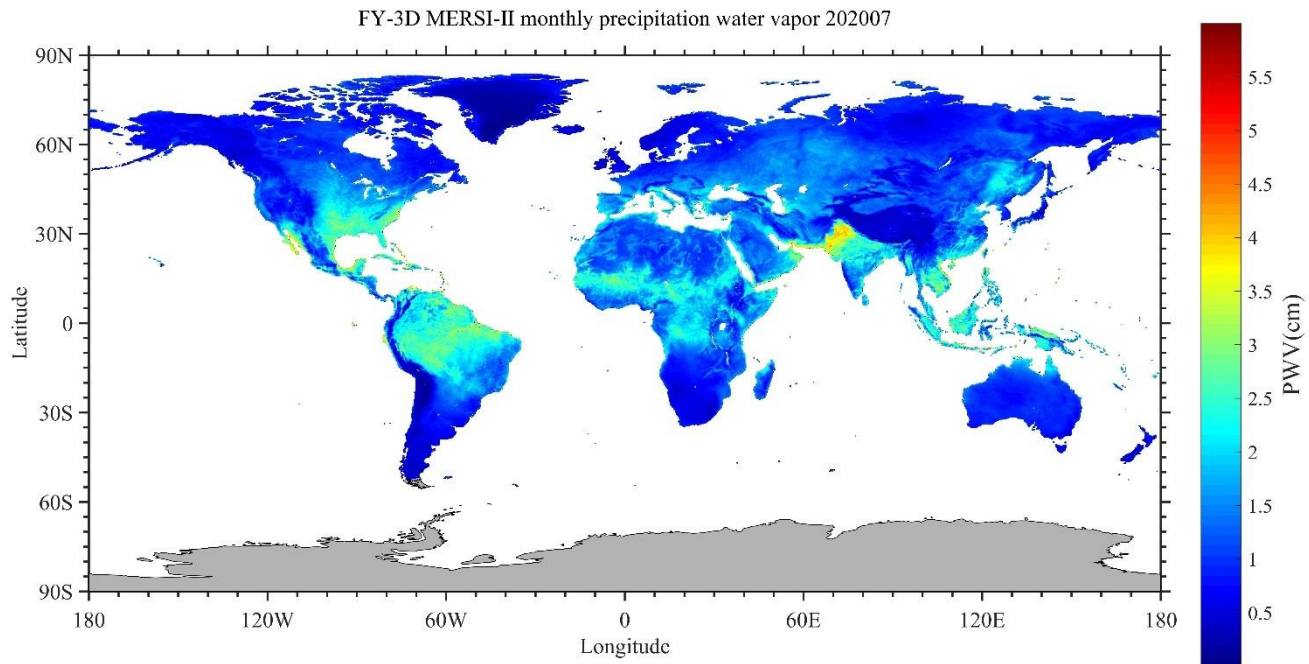 FY-3D MERSI-II monthly precipitation water vapor 202007
90N
60N
30N
0
30S
60S
90S
Latitude
180
120W
60W
0
60E
120E
180
Longitude
5.5
5
4.5
4
3.5
3
2.5
2
1.5
1
0.5
PWV(cm)